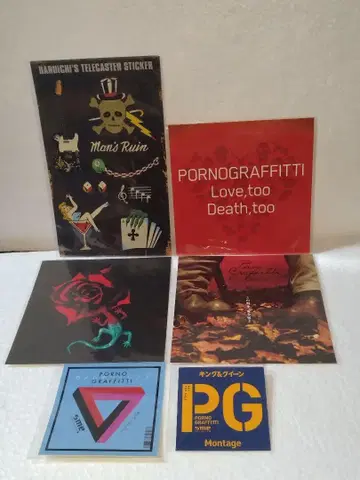 HARUICHI'S TELECASTER STICKER
Man's Ruin
PORNOGRAFFITTI
Love,too
Death,too
PORNO
GRAFFITTI
キング&クイーン
PG
PORNO
GRAFFITTI
Montage